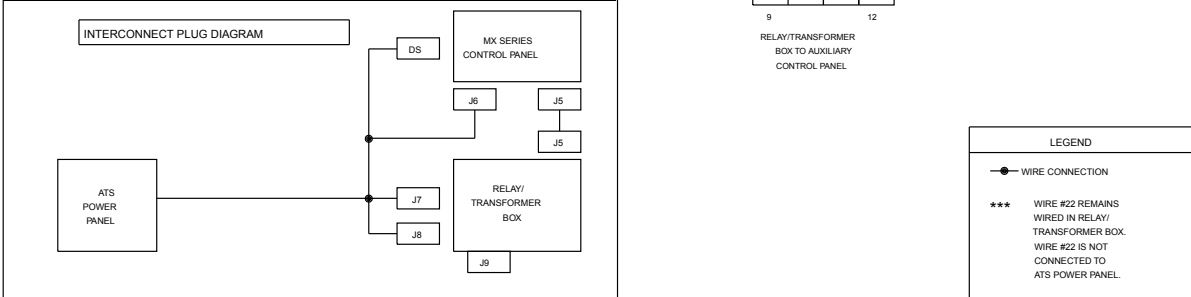 INTERCONNECT PLUG DIAGRAM
DS
MX SERIES
CONTROL PANEL
J6
J5
J5
ATS
POWER
PANEL
J7
J8
RELAY/
TRANSFORMER
BOX
J9
9 12
RELAY/TRANSFORMER
BOX TO AUXILIARY
CONTROL PANEL
LEGEND
WIRE CONNECTION
*** WIRE #22 REMAINS
WIRED IN RELAY/
TRANSFORMER BOX.
WIRE #22 IS NOT
CONNECTED TO
ATS POWER PANEL.